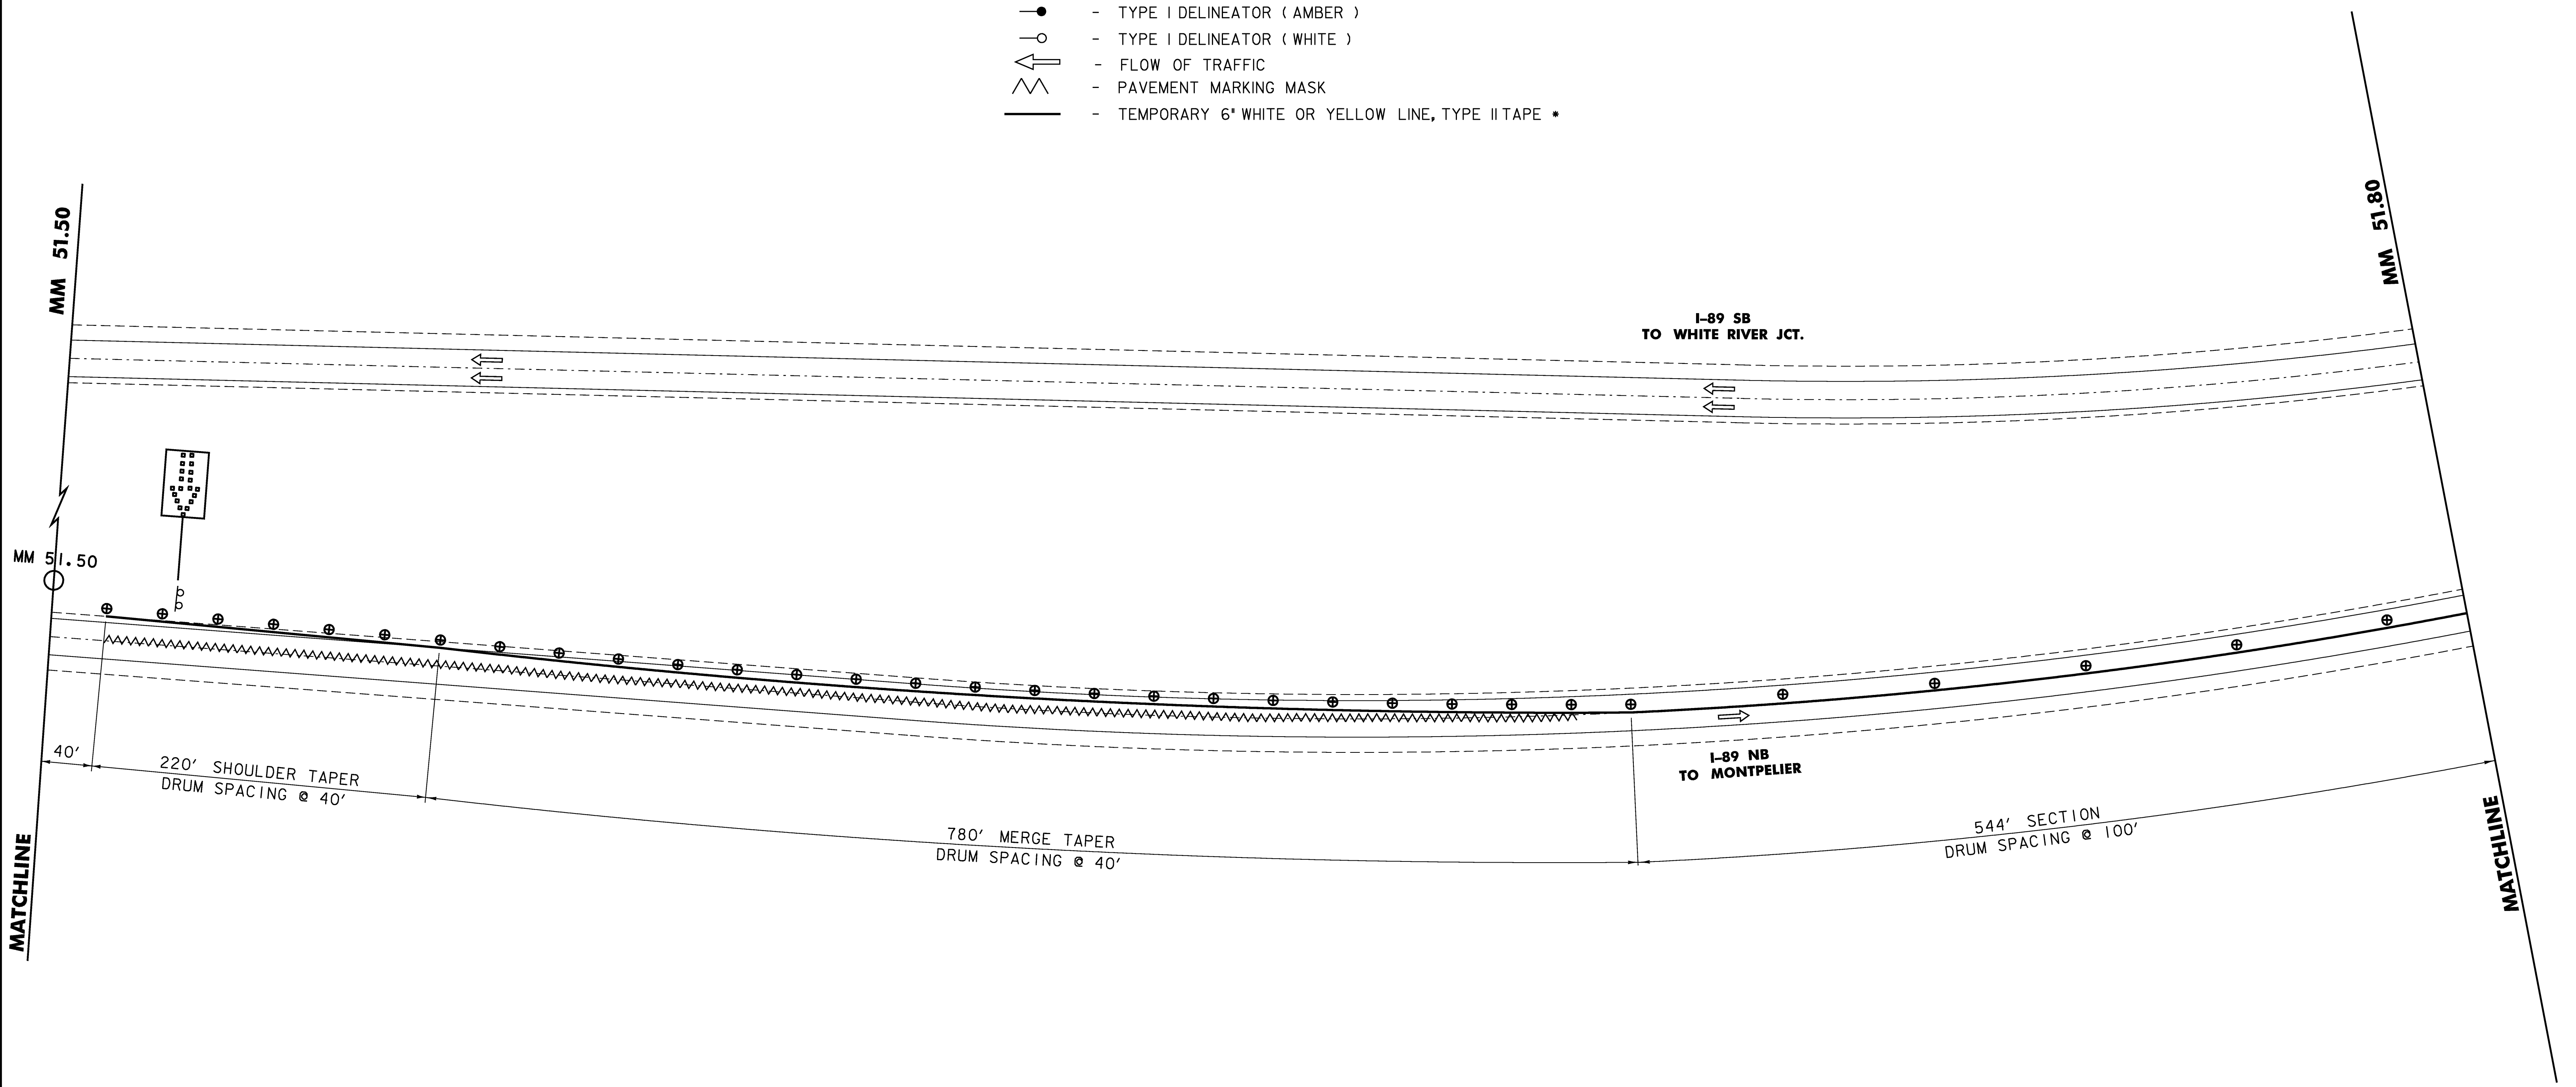 - TYPE I DELINEATOR ( AMBER )
- TYPE I DELINEATOR ( WHITE )
- FLOW OF TRAFFIC
- PAVEMENT MARKING MASK
- TEMPORARY 6" WHITE OR YELLOW LINE, TYPE II TAPE *
MM 51.50
MM 51.80
I-89 SB
TO WHITE RIVER JCT.
MM 51.50
40'
220' SHOULDER TAPER
DRUM SPACING @ 40'
780' MERGE TAPER
DRUM SPACING @ 40'
I-89 NB
TO MONTPELIER
544' SECTION
DRUM SPACING @ 100'
MATCHLINE
MATCHLINE